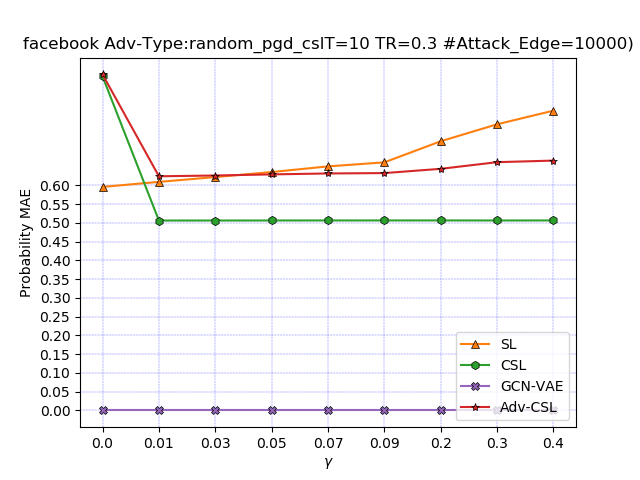 facebook Adv-Type:random_pgd_cslT=10 TR=0.3 #Attack_Edge=10000)
Probability MAE
0.60
0.55
0.50
0.45
0.40
0.35
0.30
0.25
0.20
0.15
0.10
0.05
0.00
SL
CSL
GCN-VAE
Adv-CSL
0.0 0.01 0.03 0.05 0.07 0.09 0.2 0.3 0.4
γ